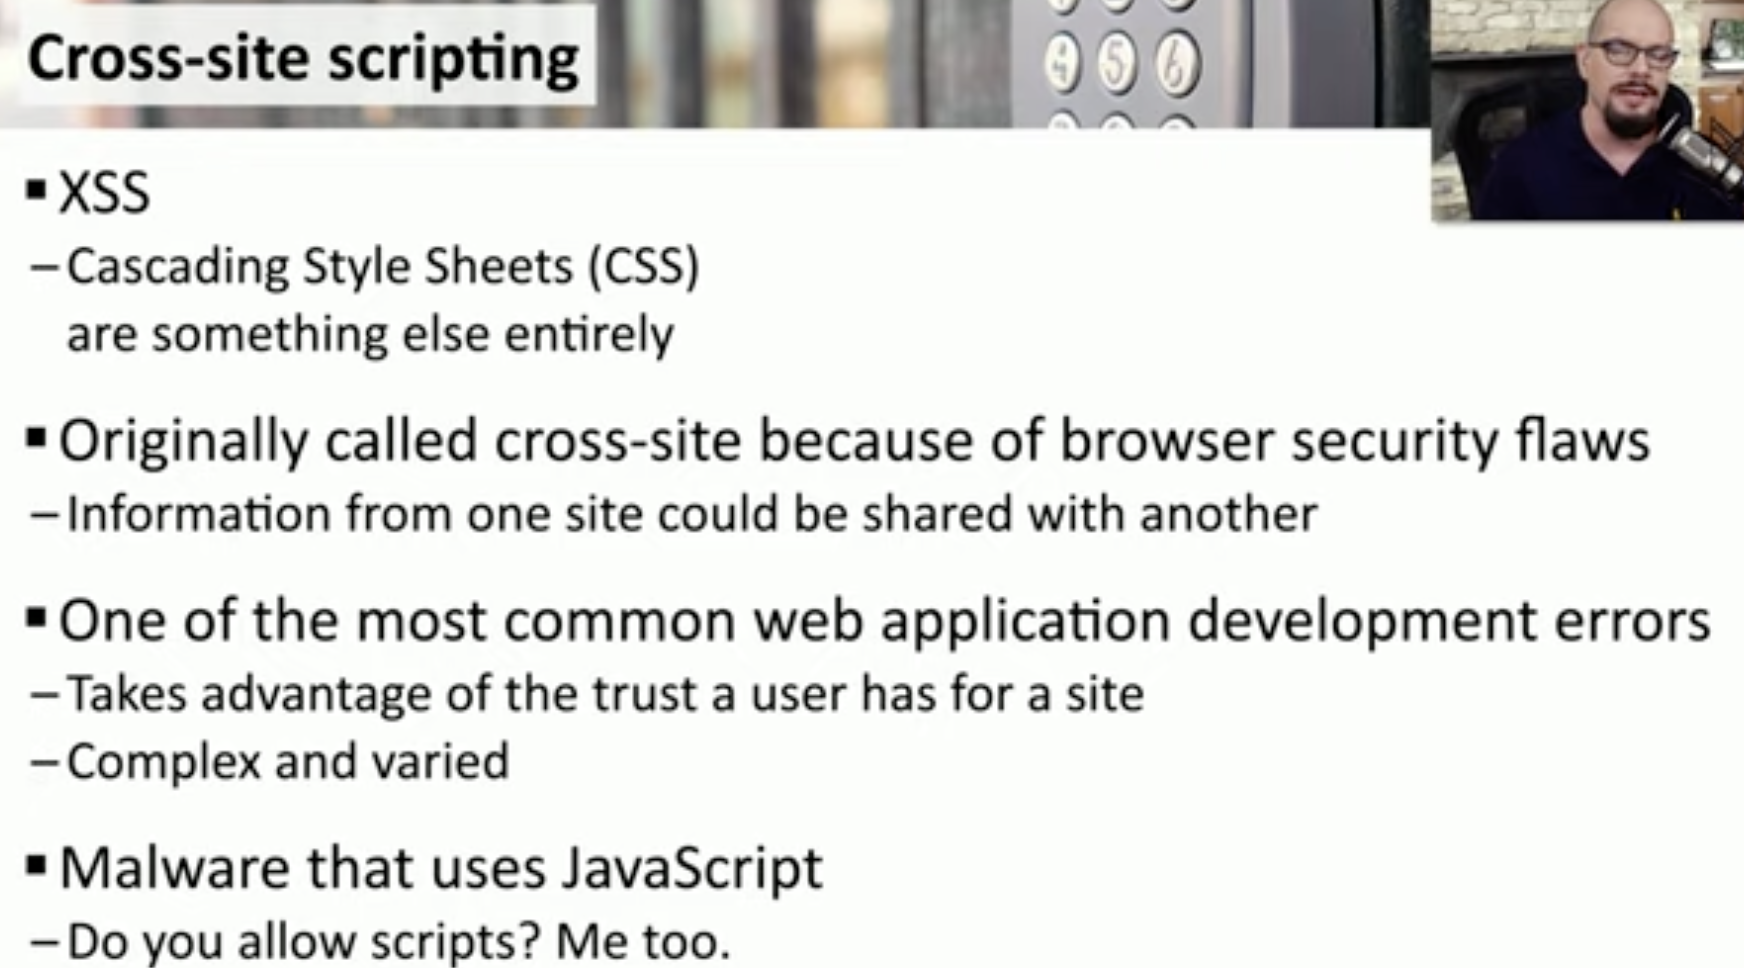 Cross-site scripting
4 5 6
▪ XSS
– Cascading Style Sheets (CSS)
are something else entirely
▪ Originally called cross-site because of browser security flaws
– Information from one site could be shared with another
▪ One of the most common web application development errors
– Takes advantage of the trust a user has for a site
– Complex and varied
▪ Malware that uses JavaScript
– Do you allow scripts? Me too.